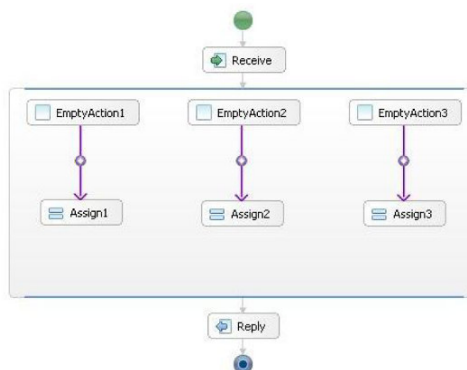 Receive
EmptyAction1
EmptyAction2
EmptyAction3
Assign1
Assign2
Assign3
Reply